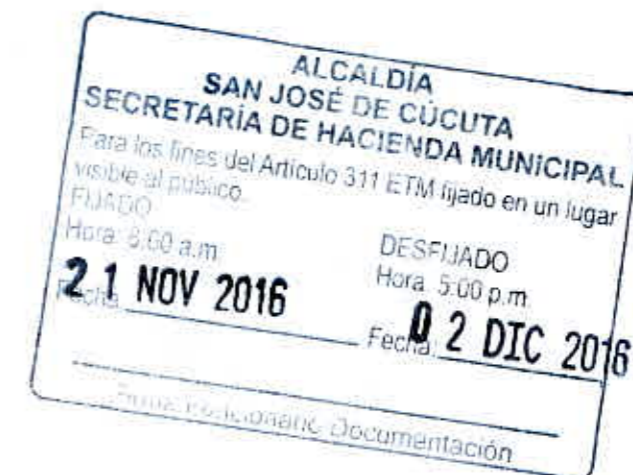 ALCALDÍA
SAN JOSÉ DE CÚCUTA
SECRETARÍA DE HACIENDA MUNICIPAL
Para los fines del Artículo 311 ETM fijado en un lugar
visible al público.
FIJADO
Hora: 8:00 a.m.
Fecha: 21 NOV 2016
DESFIJADO
Hora 5:00 p.m.
Fecha: 02 DIC 2016
Firma Funcionario Documentación